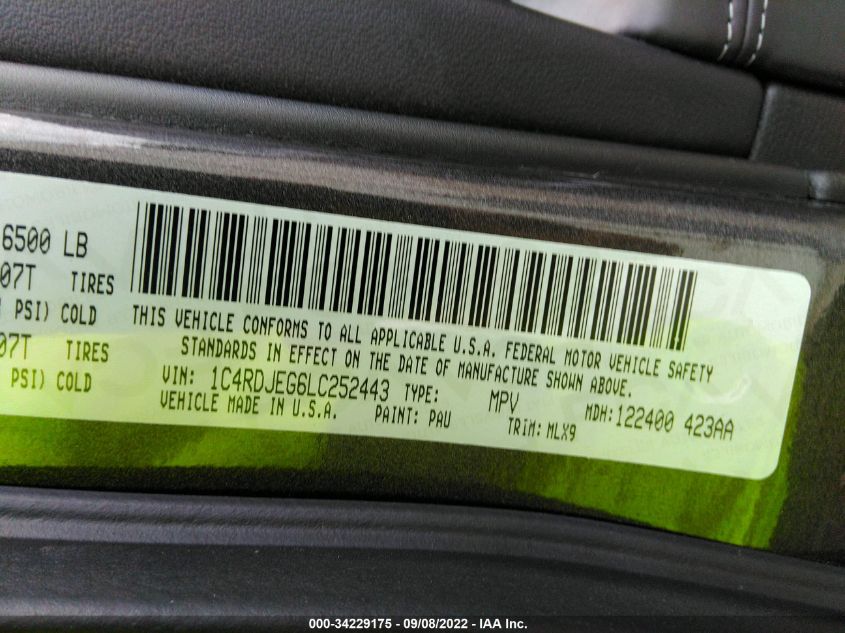 6500 LB
07T TIRES
PSI) COLD
07T TIRES
PSI) COLD
THIS VEHICLE CONFORMS TO ALL APPLICABLE U.S.A. FEDERAL MOTOR VEHICLE SAFETY
STANDARDS IN EFFECT ON THE DATE OF MANUFACTURE SHOWN ABOVE.
VIN: 1C4RDJEG6LC252443 TYPE: MPV MDH:122400 423AA
VEHICLE MADE IN U.S.A. PAINT: PAU TRIM: MLX9
000-34229175 - 09/08/2022 - IAA Inc.